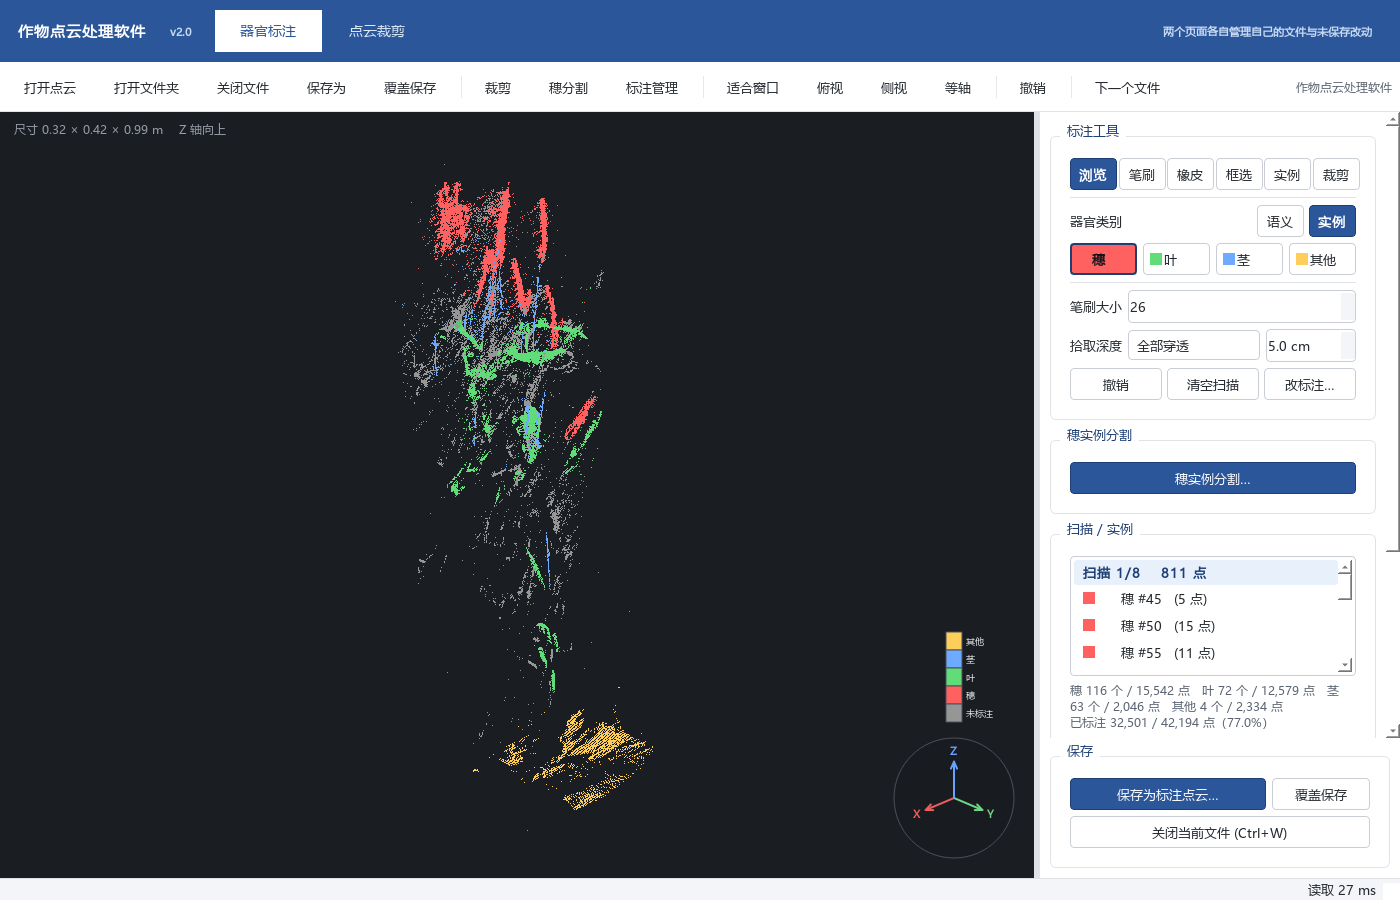 作物点云处理软件 v2.0 器官标注 点云裁剪 两个页面各自管理自己的文件与未保存改动
打开点云 打开文件夹 关闭文件 保存为 覆盖保存 裁剪 穗分割 标注管理 适合窗口 俯视 侧视 等轴 撤销 下一个文件 作物点云处理软件
尺寸 0.32 × 0.42 × 0.99 m Z 轴向上
其他
茎
叶
穗
未标注
Z
X
Y
标注工具
浏览 笔刷 橡皮 框选 实例 裁剪
器官类别 语义 实例
穗 叶 茎 其他
笔刷大小 26
拾取深度 全部穿透 5.0 cm
撤销 清空扫描 改标注...
穗实例分割
穗实例分割...
扫描 / 实例
扫描 1/8 811 点
穗 #45 (5 点)
穗 #50 (15 点)
穗 #55 (11 点)
穗 116 个 / 15,542 点 叶 72 个 / 12,579 点 茎
63 个 / 2,046 点 其他 4 个 / 2,334 点
已标注 32,501 / 42,194 点（77.0%）
保存
保存为标注点云... 覆盖保存
关闭当前文件 (Ctrl+W)
读取 27 ms